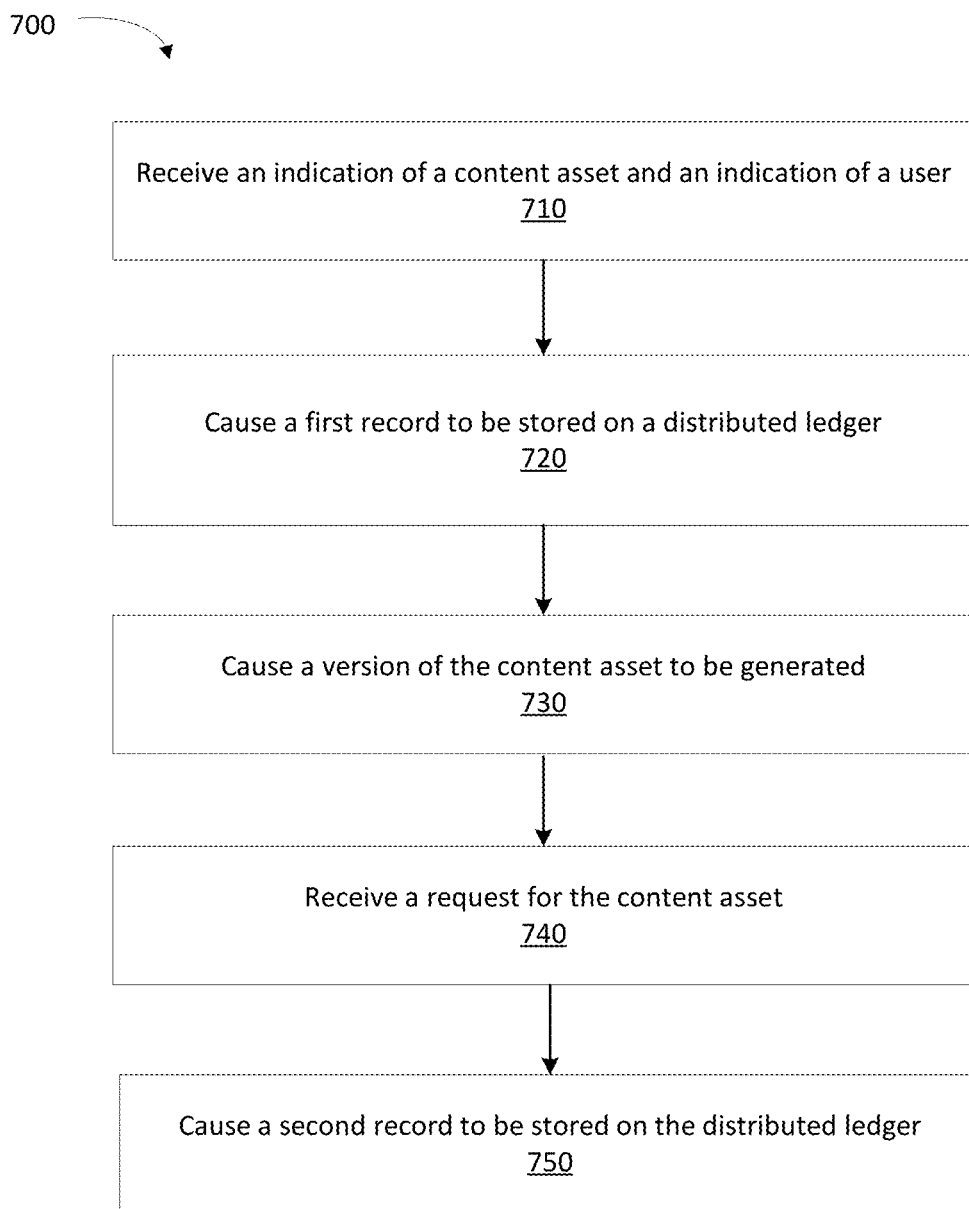 700
Receive an indication of a content asset and an indication of a user
710
Cause a first record to be stored on a distributed ledger
720
Cause a version of the content asset to be generated
730
Receive a request for the content asset
740
Cause a second record to be stored on the distributed ledger
750